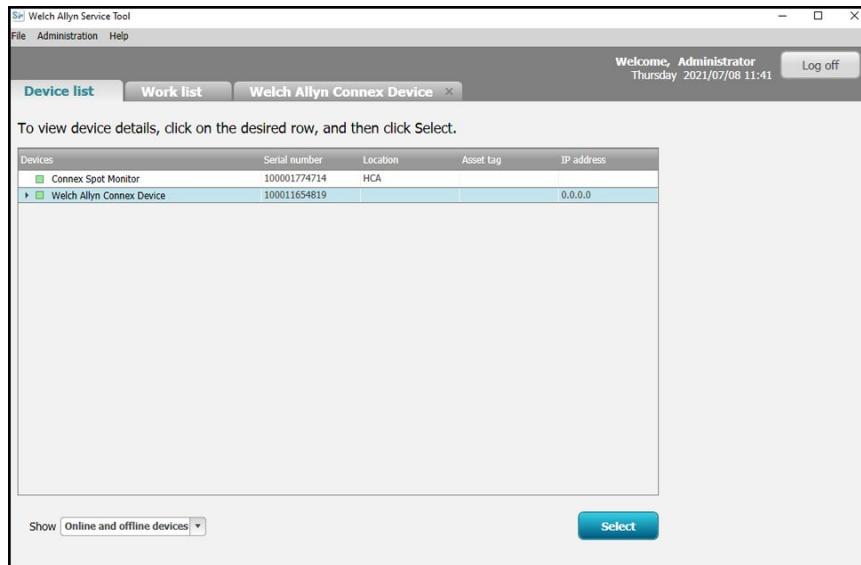 Welch Allyn Service Tool
File Administration Help
Welcome, Administrator
Thursday 2021/07/08 11:41
Log off
Device list Work list Welch Allyn Connex Device ×
To view device details, click on the desired row, and then click Select.
Devices Serial number Location Asset tag IP address
Connex Spot Monitor 100001774714 HCA
Welch Allyn Connex Device 100011654819 0.0.0.0
Show Online and offline devices
Select